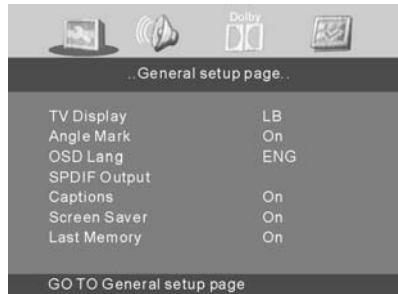 Dolby
..General setup page..
TV Display LB
Angle Mark On
OSD Lang ENG
SPDIF Output
Captions On
Screen Saver On
Last Memory On
GO TO General setup page